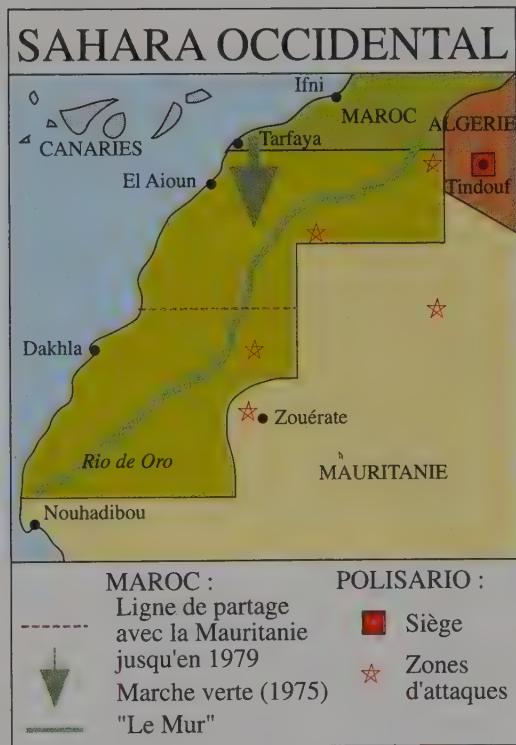 SAHARA OCCIDENTAL
Ifni
MAROC
ALGERIE
CANARIES
Tarfaya
Tindouf
El Aioun
Dakhla
Zouérate
Rio de Oro
MAURITANIE
Nouhadibou
MAROC :
Ligne de partage
avec la Mauritanie
jusqu'en 1979
Marche verte (1975)
"Le Mur"
POLISARIO :
Siège
Zones
d'attaques